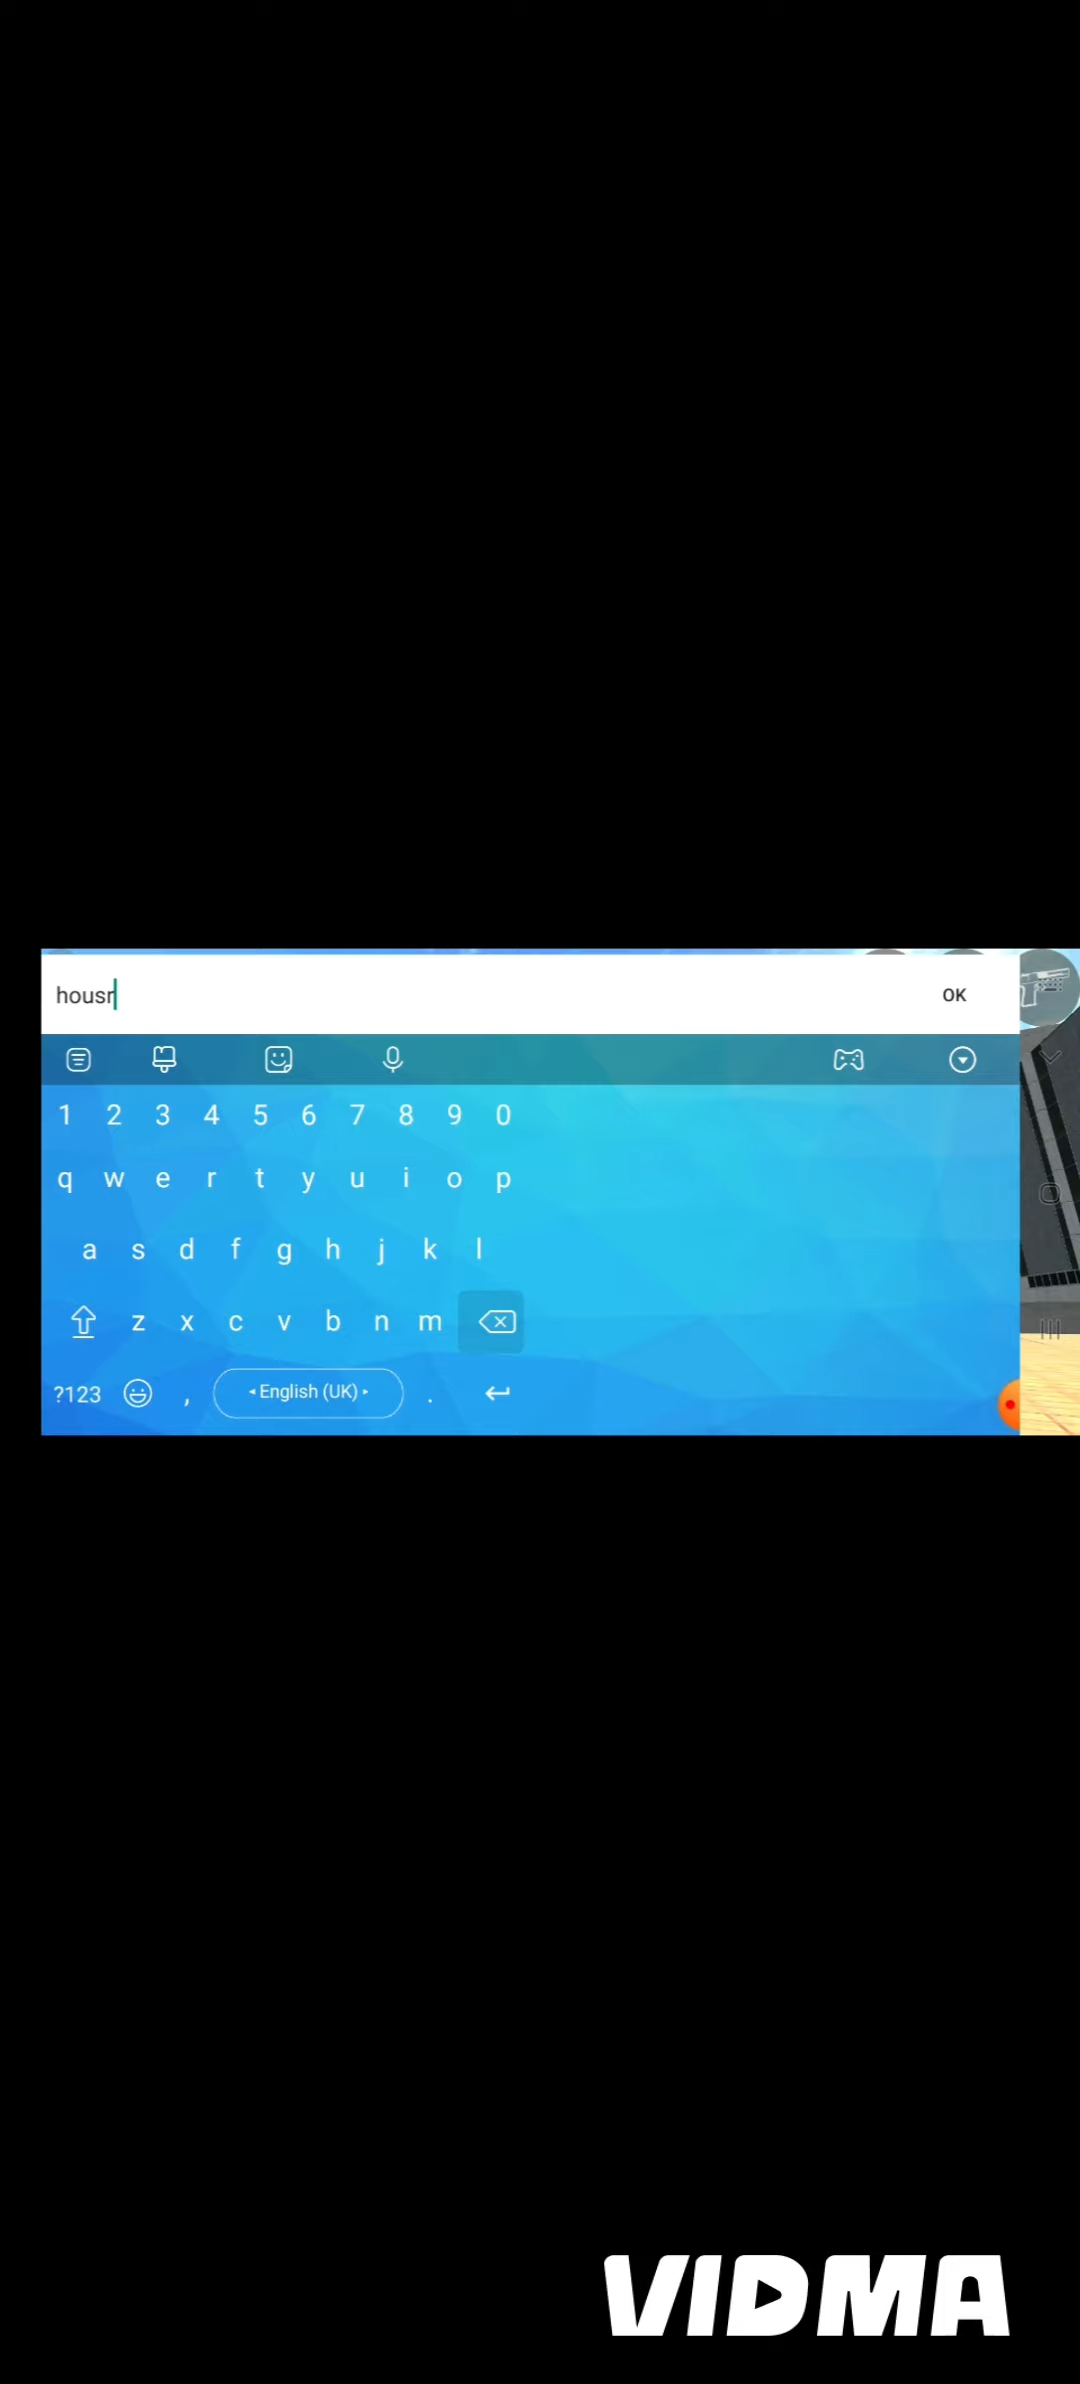 housr
OK
1 2 3 4 5 6 7 8 9 0
q w e r t y u i o p
a s d f g h j k l
z x c v b n m
?123 , English (UK) .
VIDMA